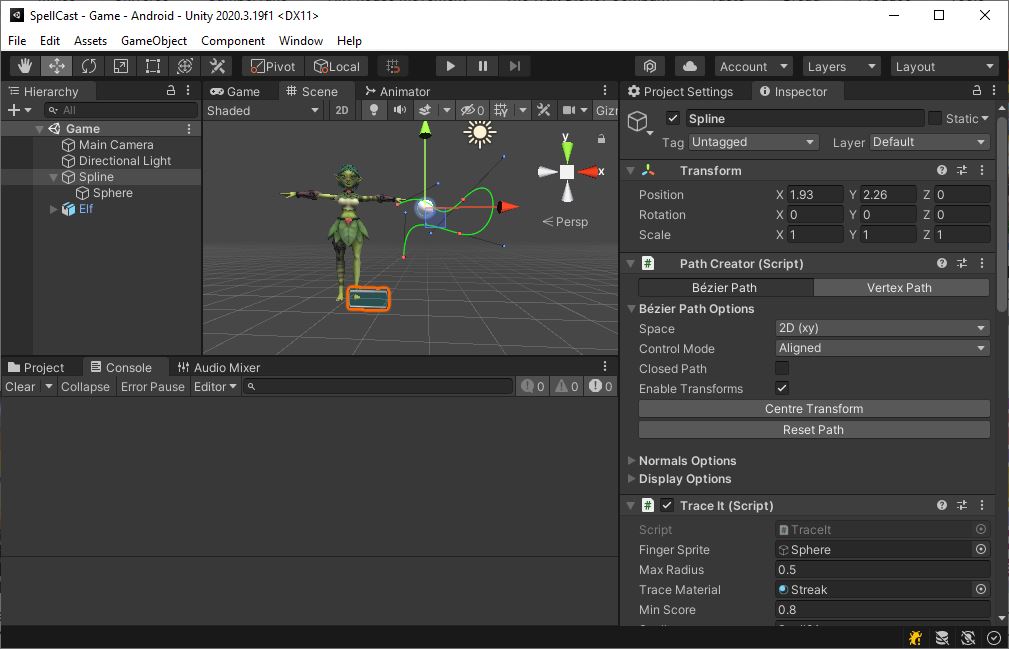 SpellCast - Game - Android - Unity 2020.3.19f1 <DX11>
File Edit Assets GameObject Component Window Help
Pivot Local Account Layers Layout
Hierarchy
All
Game
Main Camera
Directional Light
Spline
Sphere
Elf
Game Scene Animator
Shaded 2D 0 Giz
y
x
Persp
Project Console Audio Mixer
Clear Collapse Error Pause Editor 0 0 0
Project Settings Inspector
Spline Static
Tag Untagged Layer Default
Transform
Position X 1.93 Y 2.26 Z 0
Rotation X 0 Y 0 Z 0
Scale X 1 Y 1 Z 1
# Path Creator (Script)
Bézier Path Vertex Path
Bézier Path Options
Space 2D (xy)
Control Mode Aligned
Closed Path
Enable Transforms
Centre Transform
Reset Path
Normals Options
Display Options
# Trace It (Script)
Script TraceIt
Finger Sprite Sphere
Max Radius 0.5
Trace Material Streak
Min Score 0.8